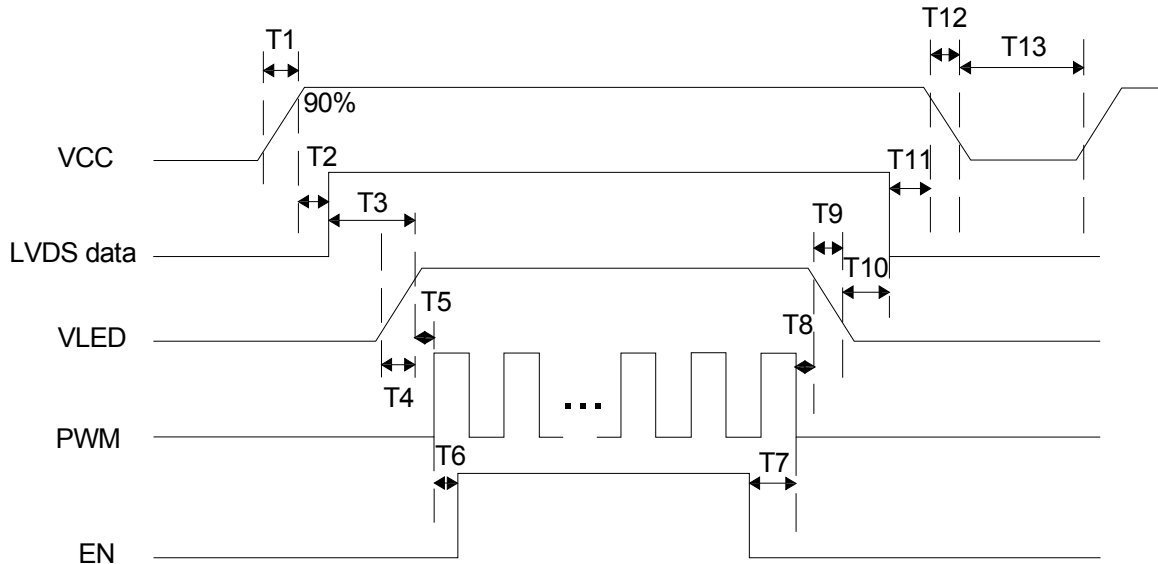 T12
T1
T13
90%
VCC
T2
T11
T3
T9
LVDS data
T10
T5
VLED
T8
T4
...
PWM
T6
T7
EN